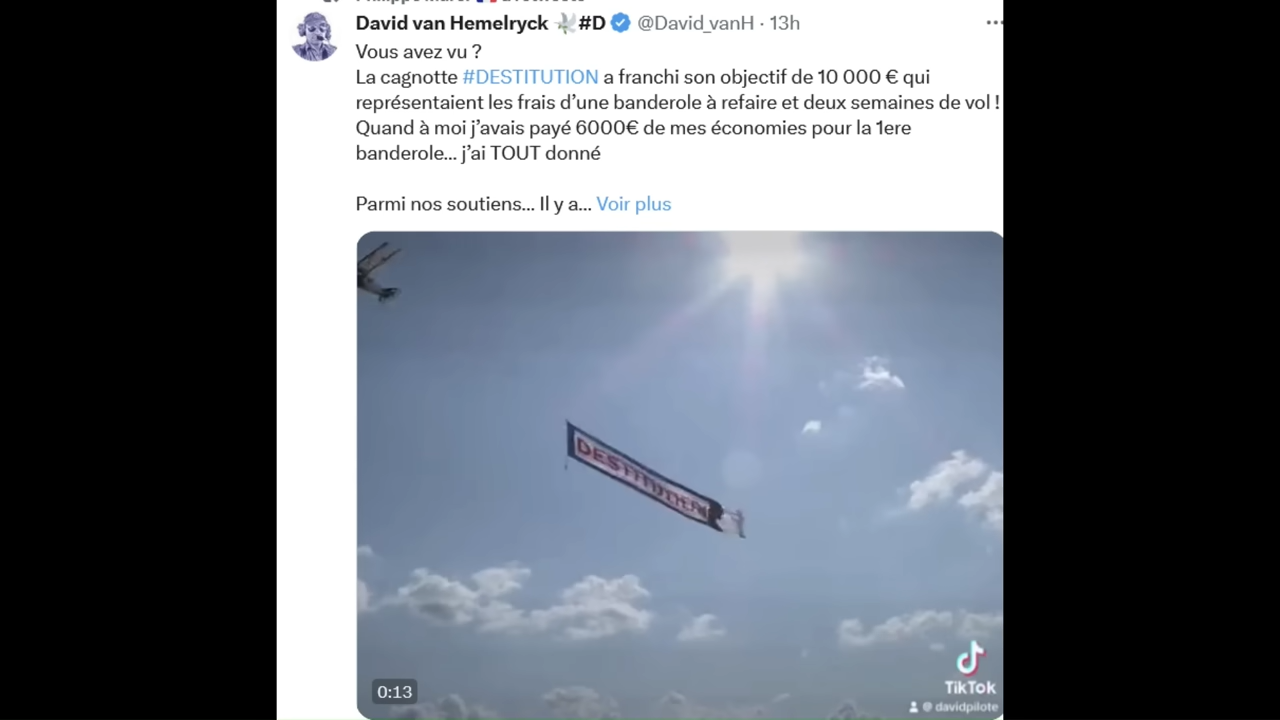 David van Hemelryck 🕊️#D @David_vanH · 13h
Vous avez vu ?
La cagnotte #DESTITUTION a franchi son objectif de 10 000 € qui
représentaient les frais d’une banderole à refaire et deux semaines de vol !
Quand à moi j’avais payé 6000€ de mes économies pour la 1ere
banderole... j’ai TOUT donné
Parmi nos soutiens... Il y a... Voir plus
DESTITUTION
0:13
TikTok
@ davidpilote